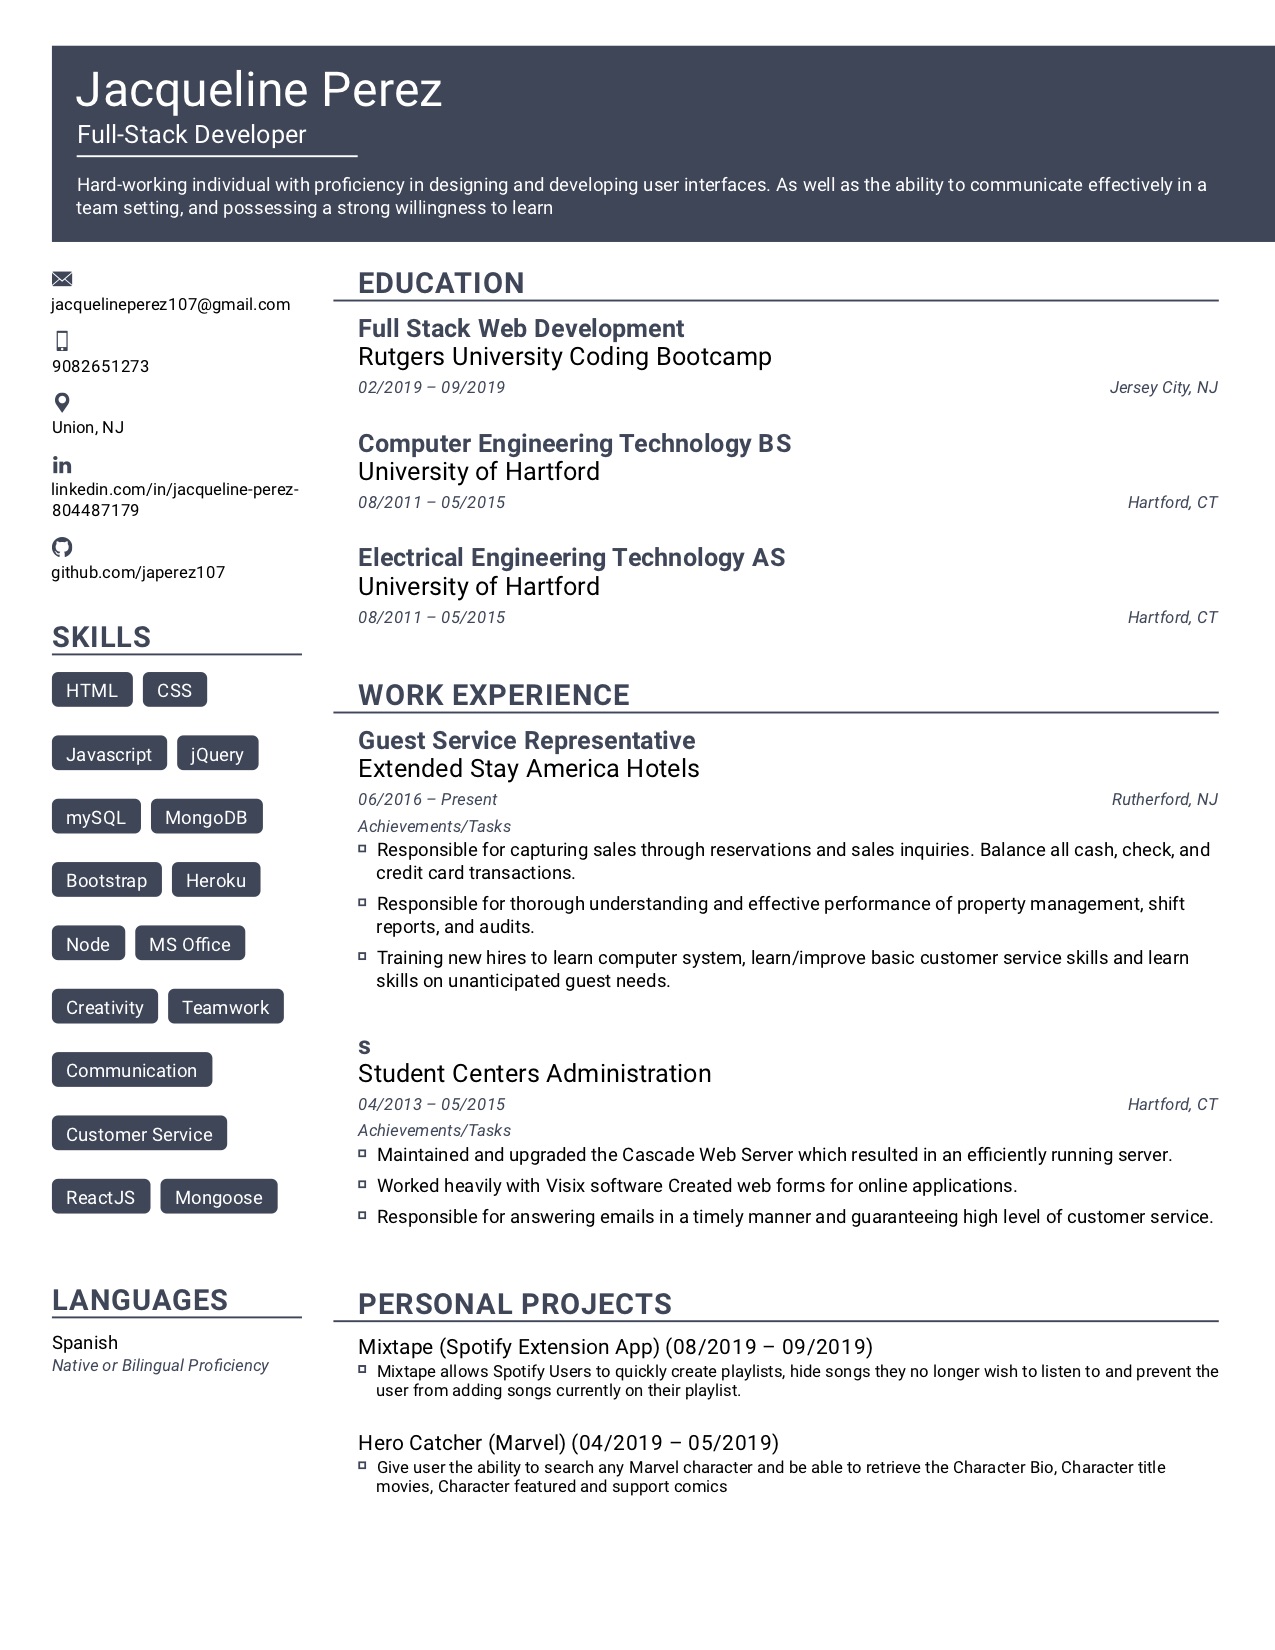 Jacqueline Perez
Full-Stack Developer
Hard-working individual with proficiency in designing and developing user interfaces. As well as the ability to communicate effectively in a
team setting, and possessing a strong willingness to learn
jacquelineperez107@gmail.com
9082651273
Union, NJ
linkedin.com/in/jacqueline-perez-
804487179
github.com/japerez107
SKILLS
HTML CSS
Javascript jQuery
mySQL MongoDB
Bootstrap Heroku
Node MS Office
Creativity Teamwork
Communication
Customer Service
ReactJS Mongoose
LANGUAGES
Spanish
Native or Bilingual Proficiency
EDUCATION
Full Stack Web Development
Rutgers University Coding Bootcamp
02/2019 – 09/2019 Jersey City, NJ
Computer Engineering Technology BS
University of Hartford
08/2011 – 05/2015 Hartford, CT
Electrical Engineering Technology AS
University of Hartford
08/2011 – 05/2015 Hartford, CT
WORK EXPERIENCE
Guest Service Representative
Extended Stay America Hotels
06/2016 – Present Rutherford, NJ
Achievements/Tasks
Responsible for capturing sales through reservations and sales inquiries. Balance all cash, check, and
credit card transactions.
Responsible for thorough understanding and effective performance of property management, shift
reports, and audits.
Training new hires to learn computer system, learn/improve basic customer service skills and learn
skills on unanticipated guest needs.
s
Student Centers Administration
04/2013 – 05/2015 Hartford, CT
Achievements/Tasks
Maintained and upgraded the Cascade Web Server which resulted in an efficiently running server.
Worked heavily with Visix software Created web forms for online applications.
Responsible for answering emails in a timely manner and guaranteeing high level of customer service.
PERSONAL PROJECTS
Mixtape (Spotify Extension App) (08/2019 – 09/2019)
Mixtape allows Spotify Users to quickly create playlists, hide songs they no longer wish to listen to and prevent the
user from adding songs currently on their playlist.
Hero Catcher (Marvel) (04/2019 – 05/2019)
Give user the ability to search any Marvel character and be able to retrieve the Character Bio, Character title
movies, Character featured and support comics